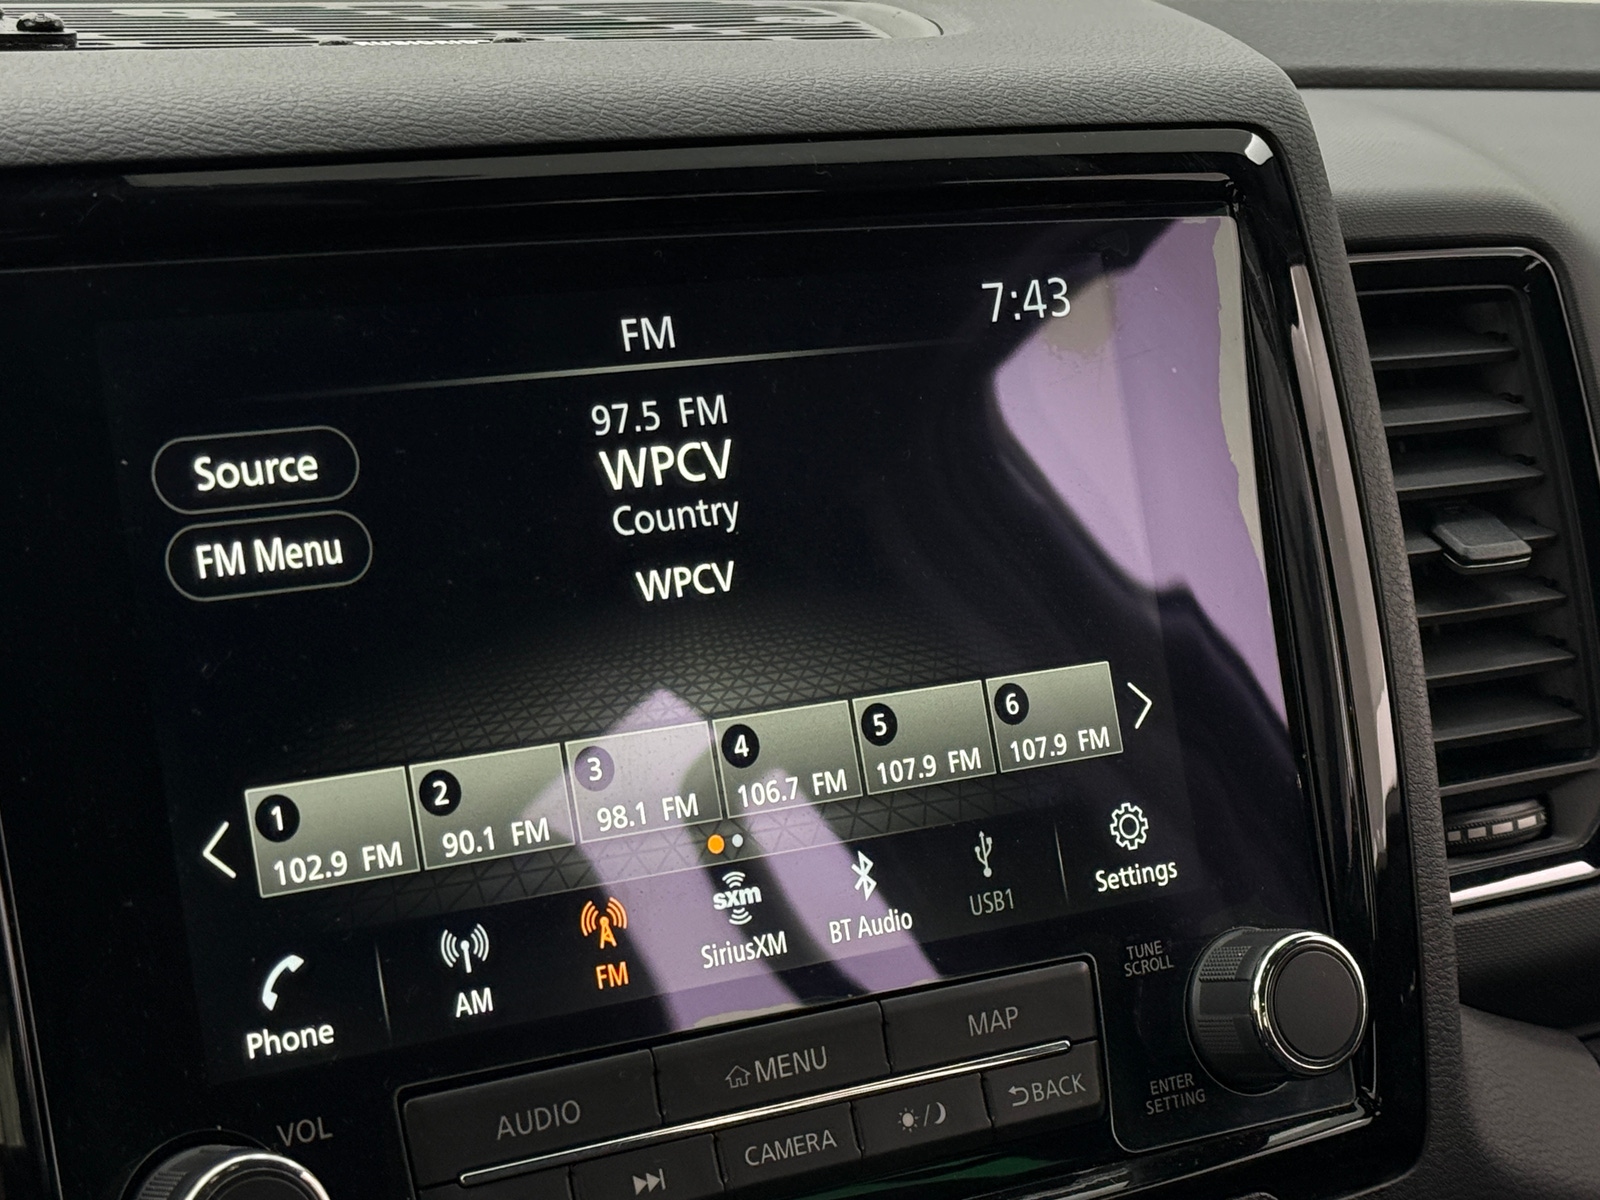 FM
7:43
97.5 FM
WPCV
Country
WPCV
Source
FM Menu
1
102.9 FM
2
90.1 FM
3
98.1 FM
4
106.7 FM
5
107.9 FM
6
107.9 FM
Phone
AM
FM
sxm
SiriusXM
BT Audio
USB1
Settings
TUNE
SCROLL
ENTER
SETTING
VOL
AUDIO
MENU
MAP
CAMERA
BACK